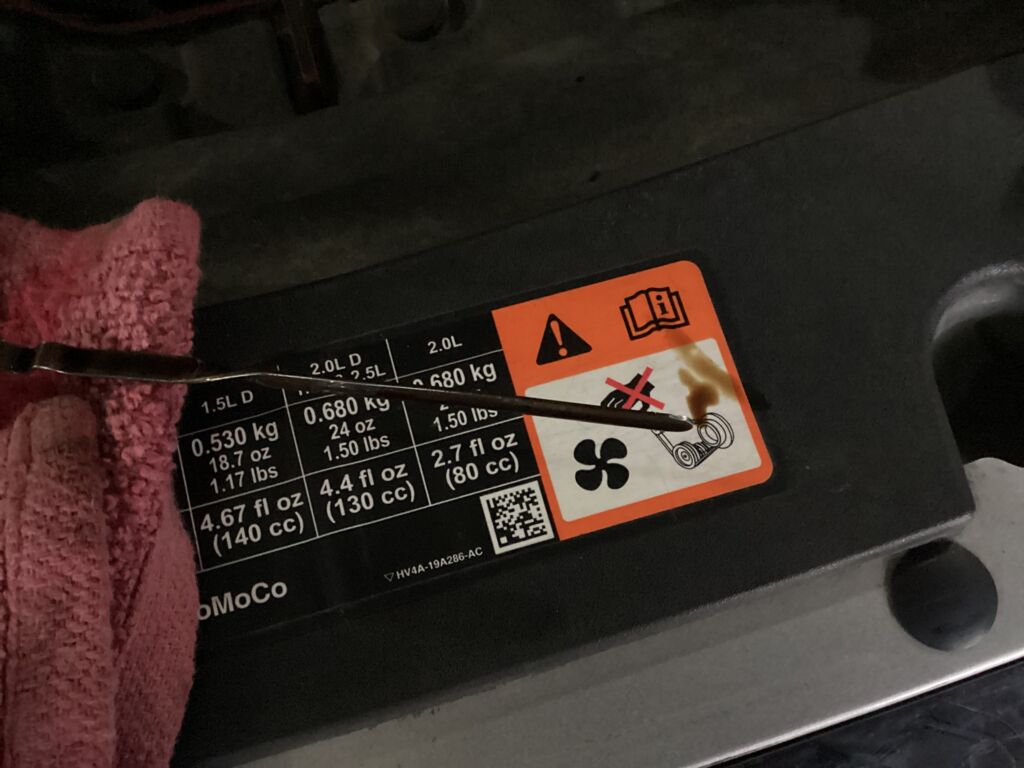 1.5L D
2.0L D
2.5L
2.0L
0.530 kg
18.7 oz
1.17 lbs
0.680 kg
24 oz
1.50 lbs
0.680 kg
1.50 lbs
4.67 fl oz
(140 cc)
4.4 fl oz
(130 cc)
2.7 fl oz
(80 cc)
HV4A-19A286-AC
oMoCo